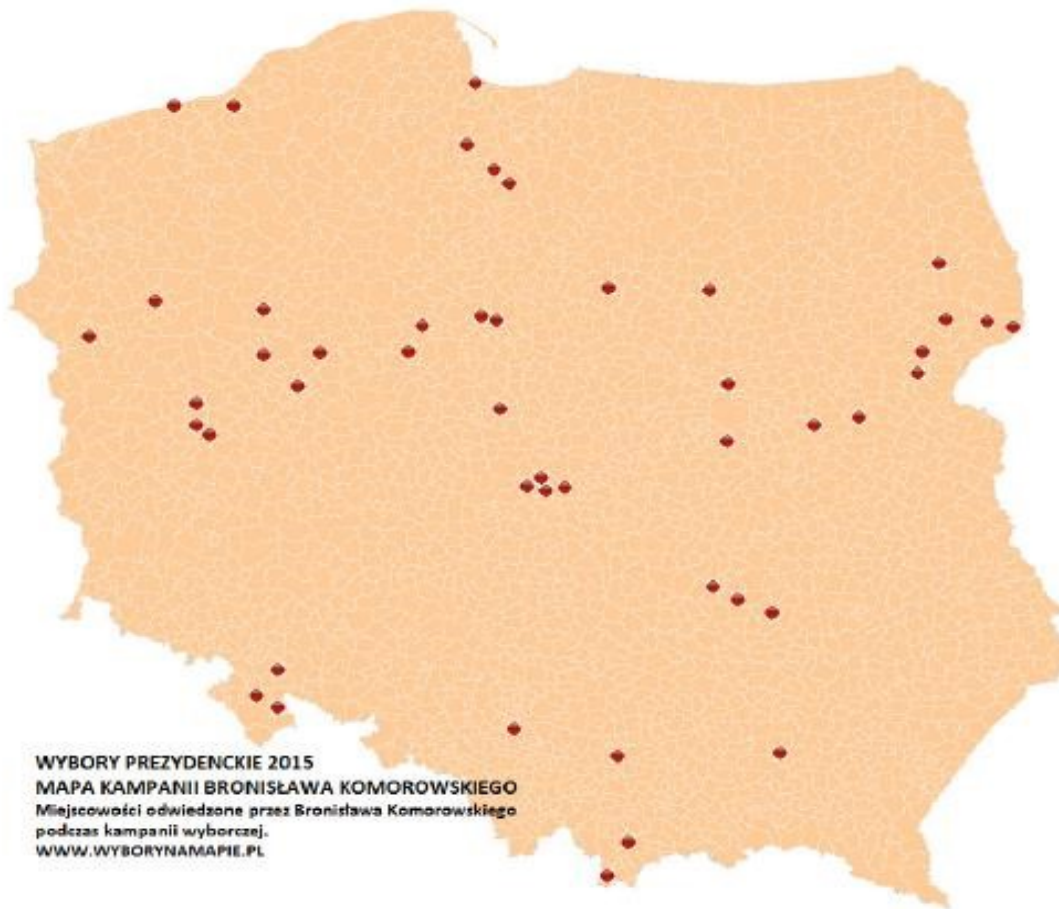 WYBORY PREZYDENCKIE 2015
MAPA KAMPANII BRONISŁAWA KOMOROWSKIEGO
Miejscowości odwiedzone przez Bronisława Komorowskiego
podczas kampanii wyborczej.
WWW.WYBORYNAMAPIE.PL